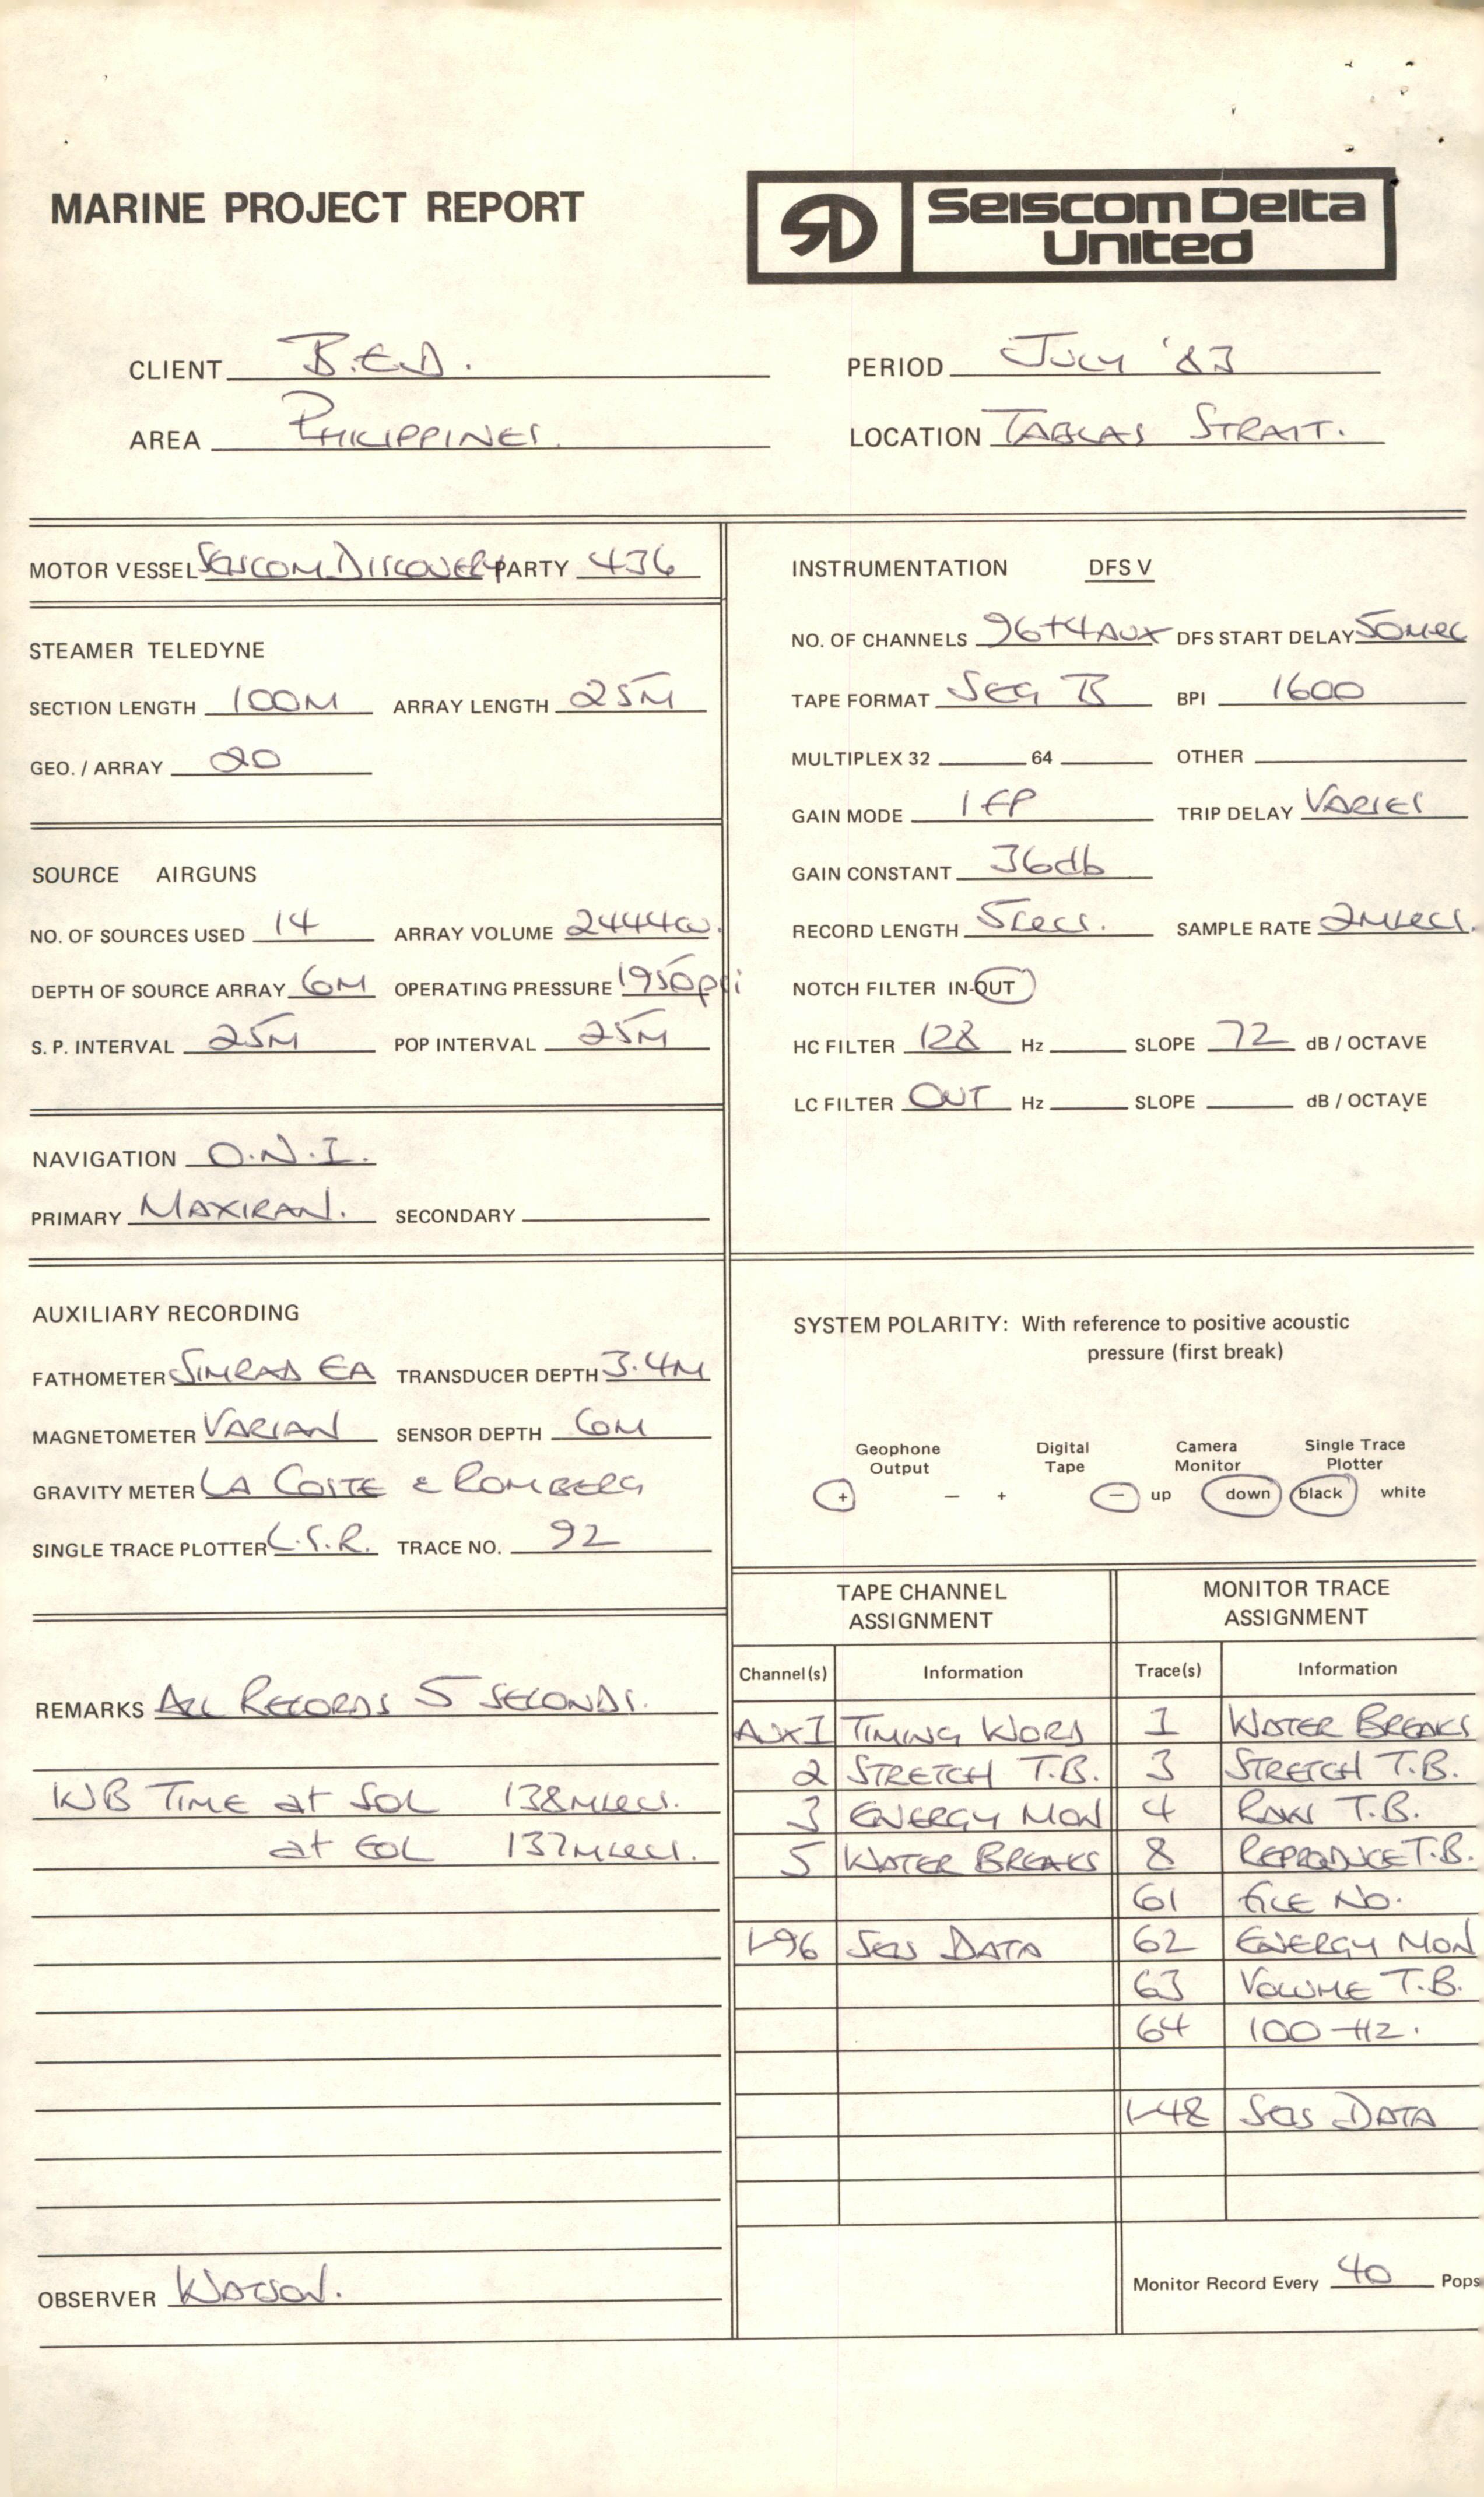 MARINE PROJECT REPORT
SD Seiscom Delta United
CLIENT B.E.D. PERIOD JULY '83
AREA PHILIPPINES. LOCATION TABLAS STRAIT.
MOTOR VESSEL SEISCOM DISCOVERY PARTY 436
STEAMER TELEDYNE
SECTION LENGTH 100M ARRAY LENGTH 25M
GEO. / ARRAY 20
SOURCE AIRGUNS
NO. OF SOURCES USED 14 ARRAY VOLUME 2444cu.
DEPTH OF SOURCE ARRAY 6M OPERATING PRESSURE 1950psi
S. P. INTERVAL 25M POP INTERVAL 25M
NAVIGATION O.N.I.
PRIMARY MAXIRAN. SECONDARY
INSTRUMENTATION DFS V
NO. OF CHANNELS 96+4AUX DFS START DELAY 50Msec
TAPE FORMAT SEG B BPI 1600
MULTIPLEX 32 64 OTHER
GAIN MODE IFP TRIP DELAY VARIES
GAIN CONSTANT 36db
RECORD LENGTH 5secs. SAMPLE RATE 2Msecs.
NOTCH FILTER IN-OUT
HC FILTER 128 Hz SLOPE 72 dB / OCTAVE
LC FILTER OUT Hz SLOPE dB / OCTAVE
AUXILIARY RECORDING
FATHOMETER SIMRAD EA TRANSDUCER DEPTH 3.4M
MAGNETOMETER VARIAN SENSOR DEPTH 6M
GRAVITY METER LA COSTE & ROMBERG
SINGLE TRACE PLOTTER L.S.R. TRACE NO. 92
SYSTEM POLARITY: With reference to positive acoustic
pressure (first break)
Geophone Output Digital Tape Camera Monitor Single Trace Plotter
+ — + — up down black white
REMARKS ALL RECORDS 5 SECONDS.
WB TIME at SOL 138Msecs.
at EOL 137Msecs.
OBSERVER WATSON.
TAPE CHANNEL ASSIGNMENT
Channel(s) Information
AUX 1 TIMING WORD
2 STRETCH T.B.
3 ENERGY MON
5 WATER BREAKS
1-96 SEIS DATA
MONITOR TRACE ASSIGNMENT
Trace(s) Information
1 WATER BREAKS
3 STRETCH T.B.
4 RAW T.B.
8 REPRODUCE T.B.
61 FILE NO.
62 ENERGY MON
63 VOLUME T.B.
64 100-HZ.
1-48 SEIS DATA
Monitor Record Every 40 Pops